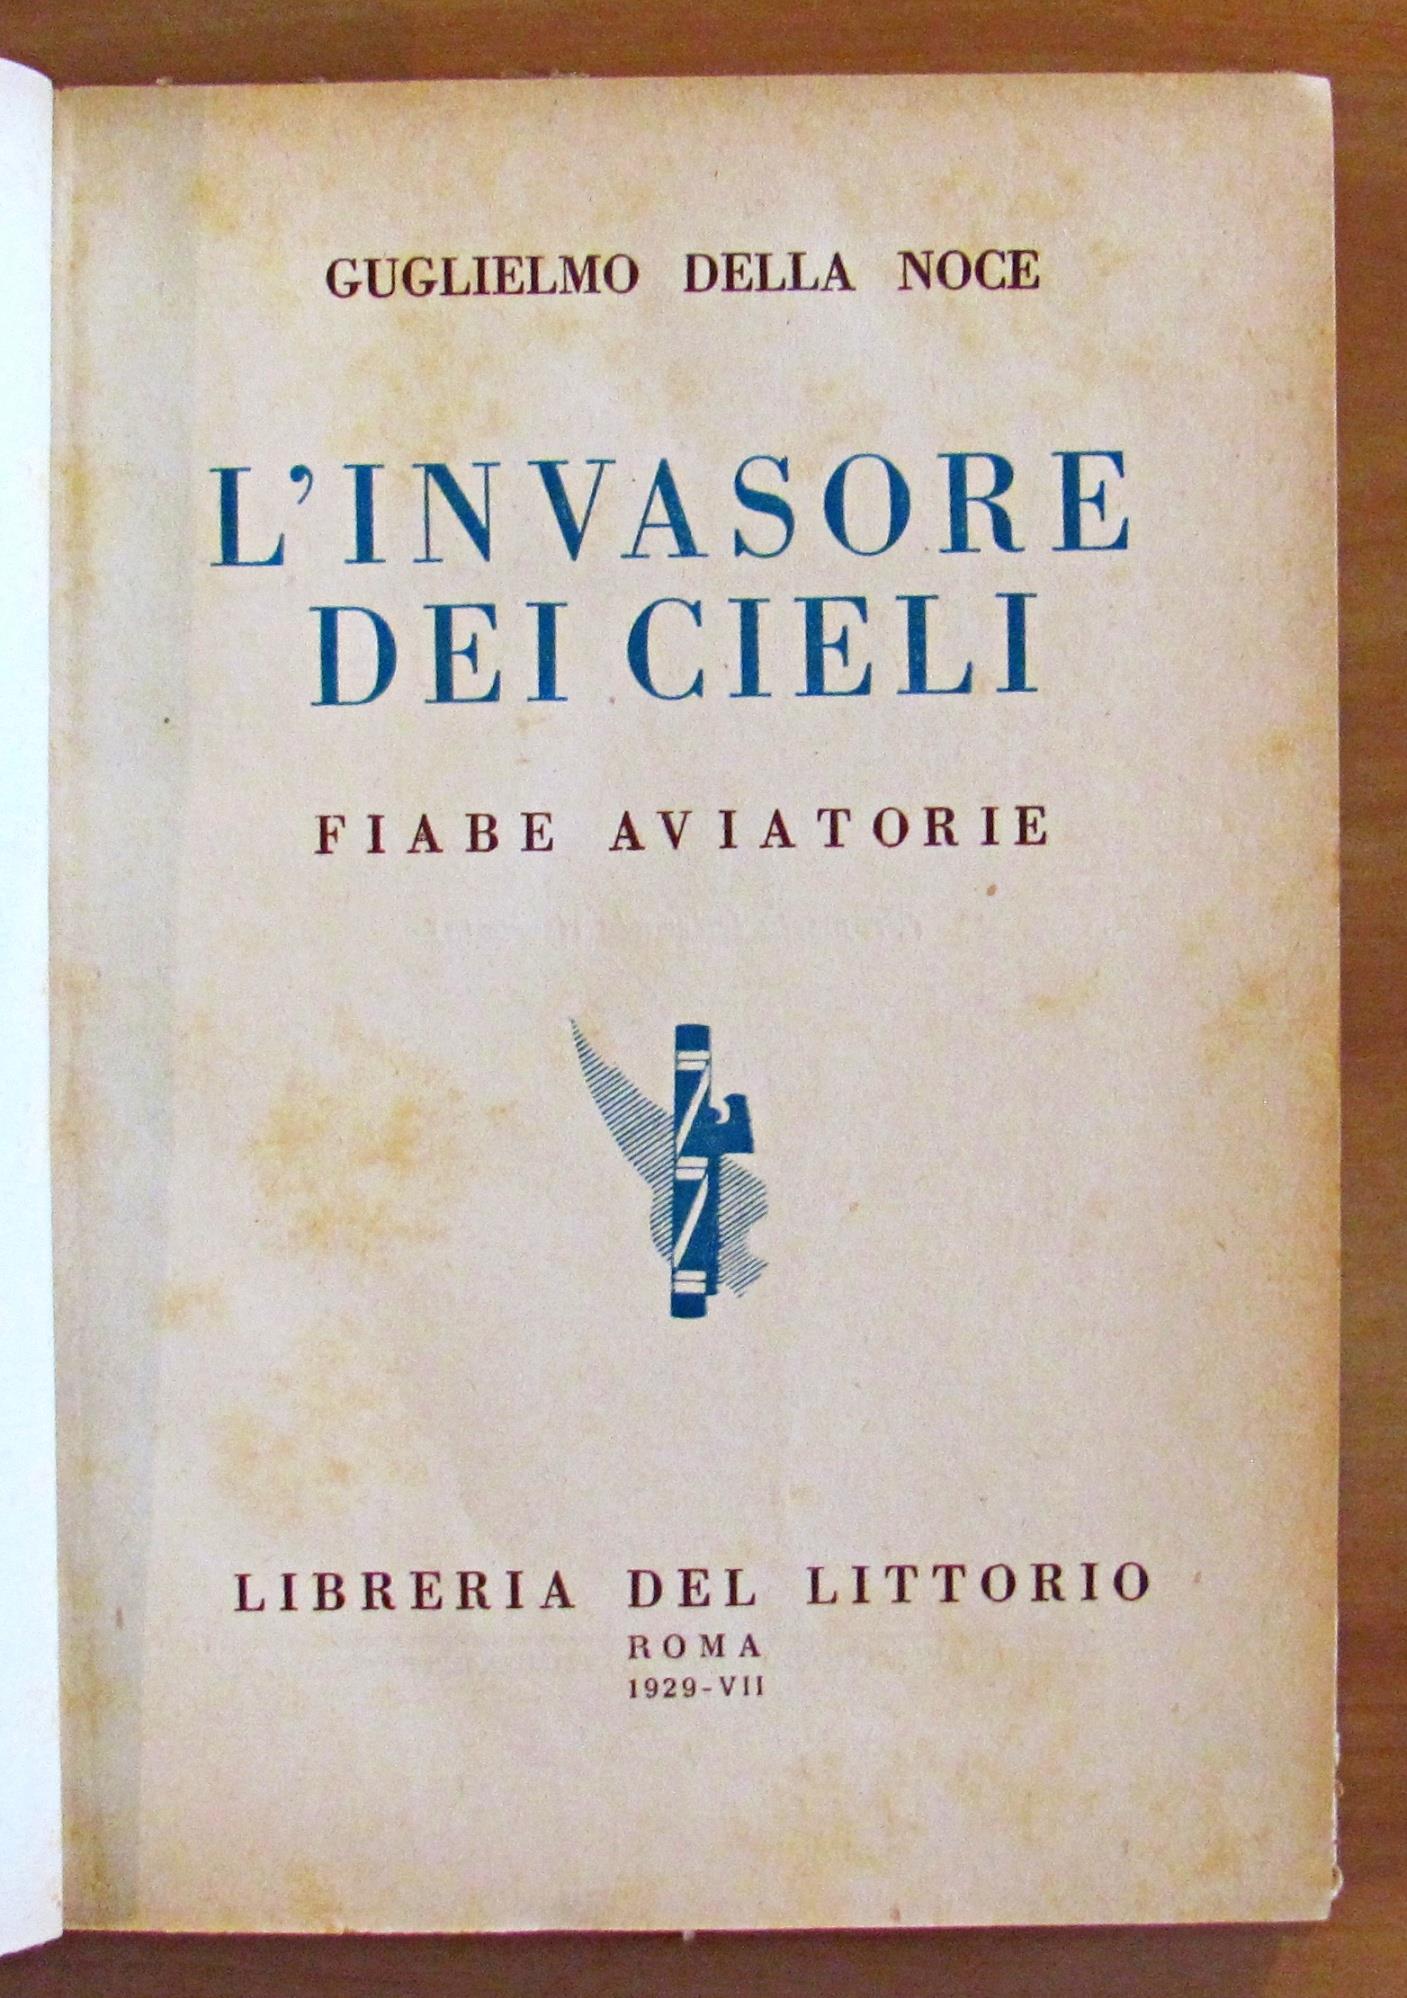 GUGLIELMO DELLA NOCE
L'INVASORE
DEI CIELI
FIABE AVIATORIE
LIBRERIA DEL LITTORIO
ROMA
1929-VII